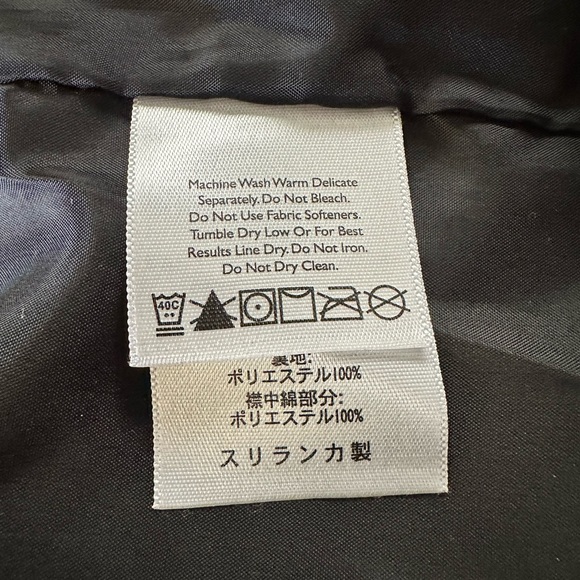 Machine Wash Warm Delicate
Separately. Do Not Bleach.
Do Not Use Fabric Softeners.
Tumble Dry Low Or For Best
Results Line Dry. Do Not Iron.
Do Not Dry Clean.
40C
裏地:
ポリエステル100%
襟中綿部分:
ポリエステル100%
スリランカ製